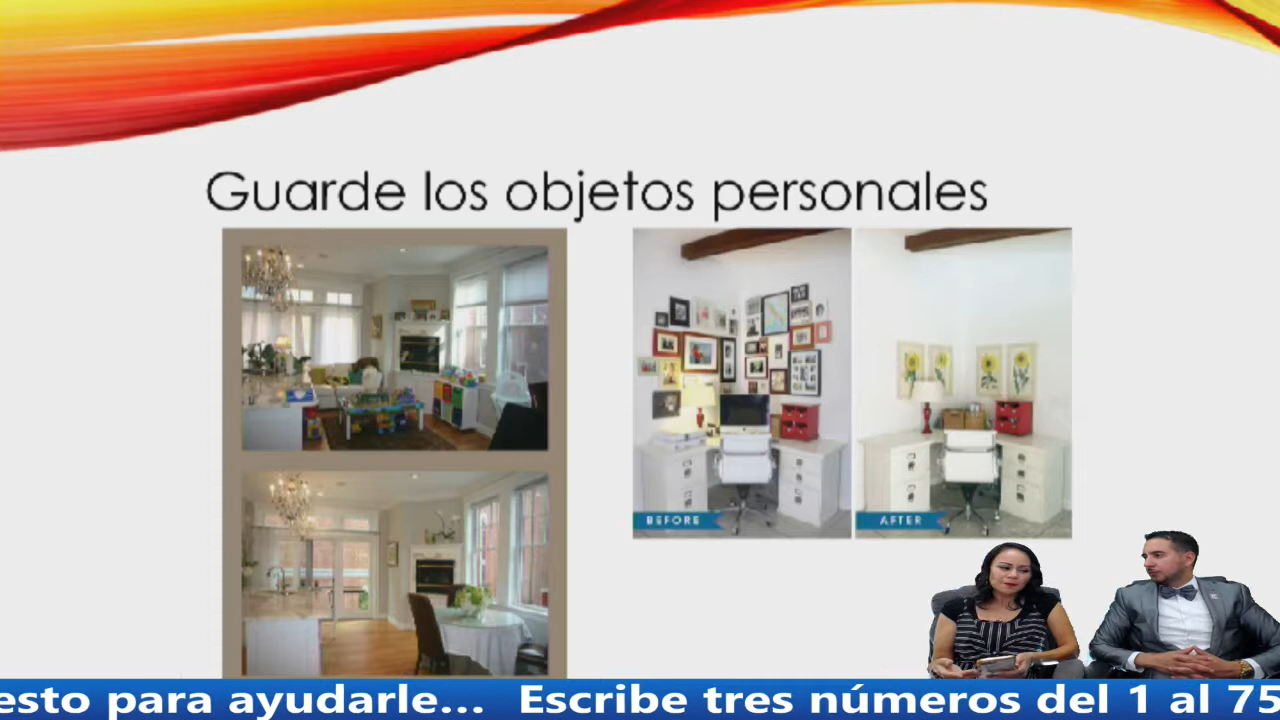 Guarde los objetos personales
BEFORE
AFTER
esto para ayudarle... Escribe tres números del 1 al 75